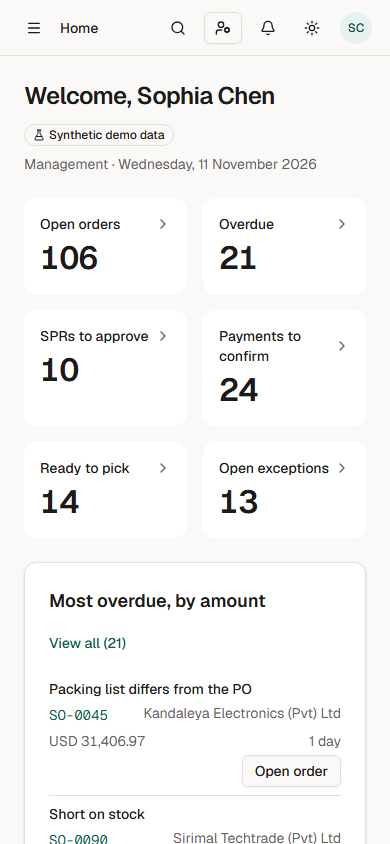 Home
SC
Welcome, Sophia Chen
Synthetic demo data
Management · Wednesday, 11 November 2026
Open orders
106
Overdue
21
SPRs to approve
10
Payments to
confirm
24
Ready to pick
14
Open exceptions
13
Most overdue, by amount
View all (21)
Packing list differs from the PO
SO-0045 Kandaleya Electronics (Pvt) Ltd
USD 31,406.97 1 day
Open order
Short on stock
SO-0090 Sirimal Techtrade (Pvt) Ltd